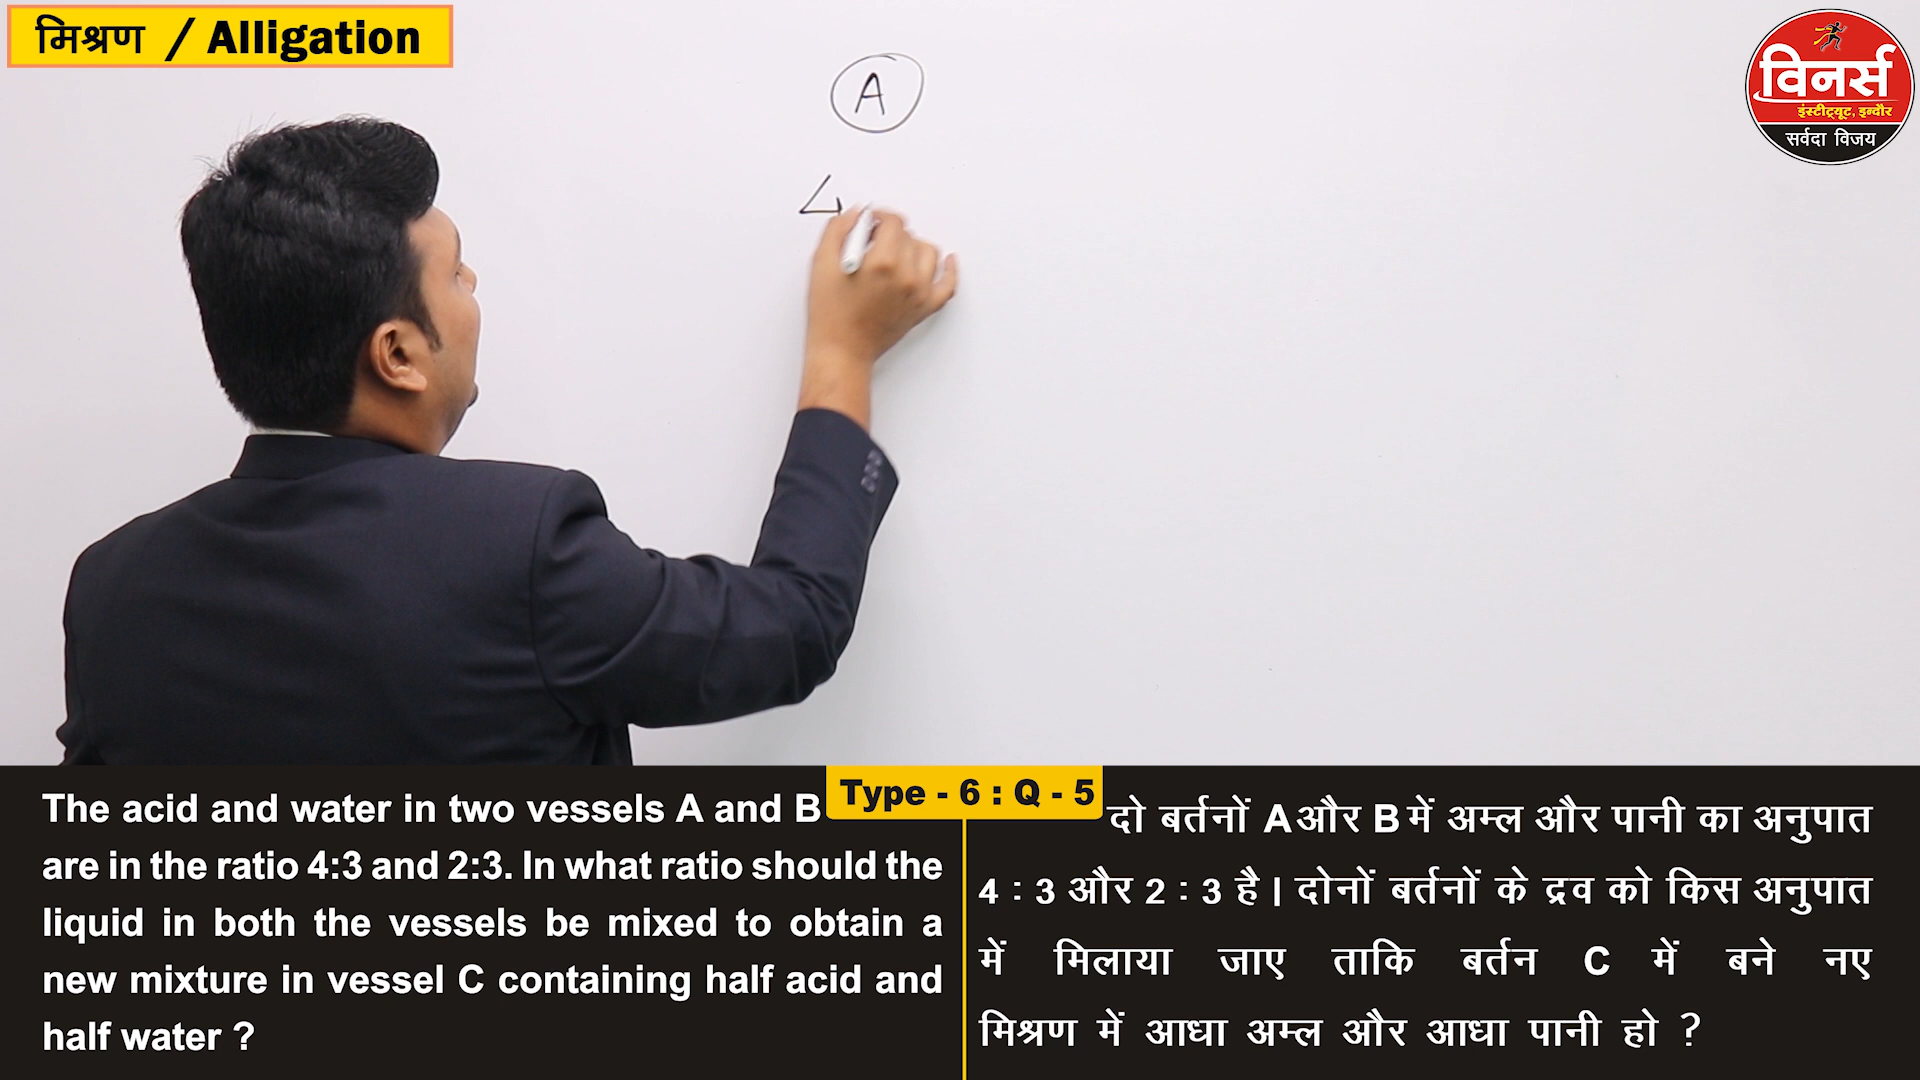 मिश्रण / Alligation
विनर्स
इंस्टीट्यूट, इन्दौर
सर्वदा विजय
A
4
Type - 6 : Q - 5
The acid and water in two vessels A and B
are in the ratio 4:3 and 2:3. In what ratio should the
liquid in both the vessels be mixed to obtain a
new mixture in vessel C containing half acid and
half water ?
दो बर्तनों A और B में अम्ल और पानी का अनुपात
4 : 3 और 2 : 3 है | दोनों बर्तनों के द्रव को किस अनुपात
में मिलाया जाए ताकि बर्तन C में बने नए
मिश्रण में आधा अम्ल और आधा पानी हो ?